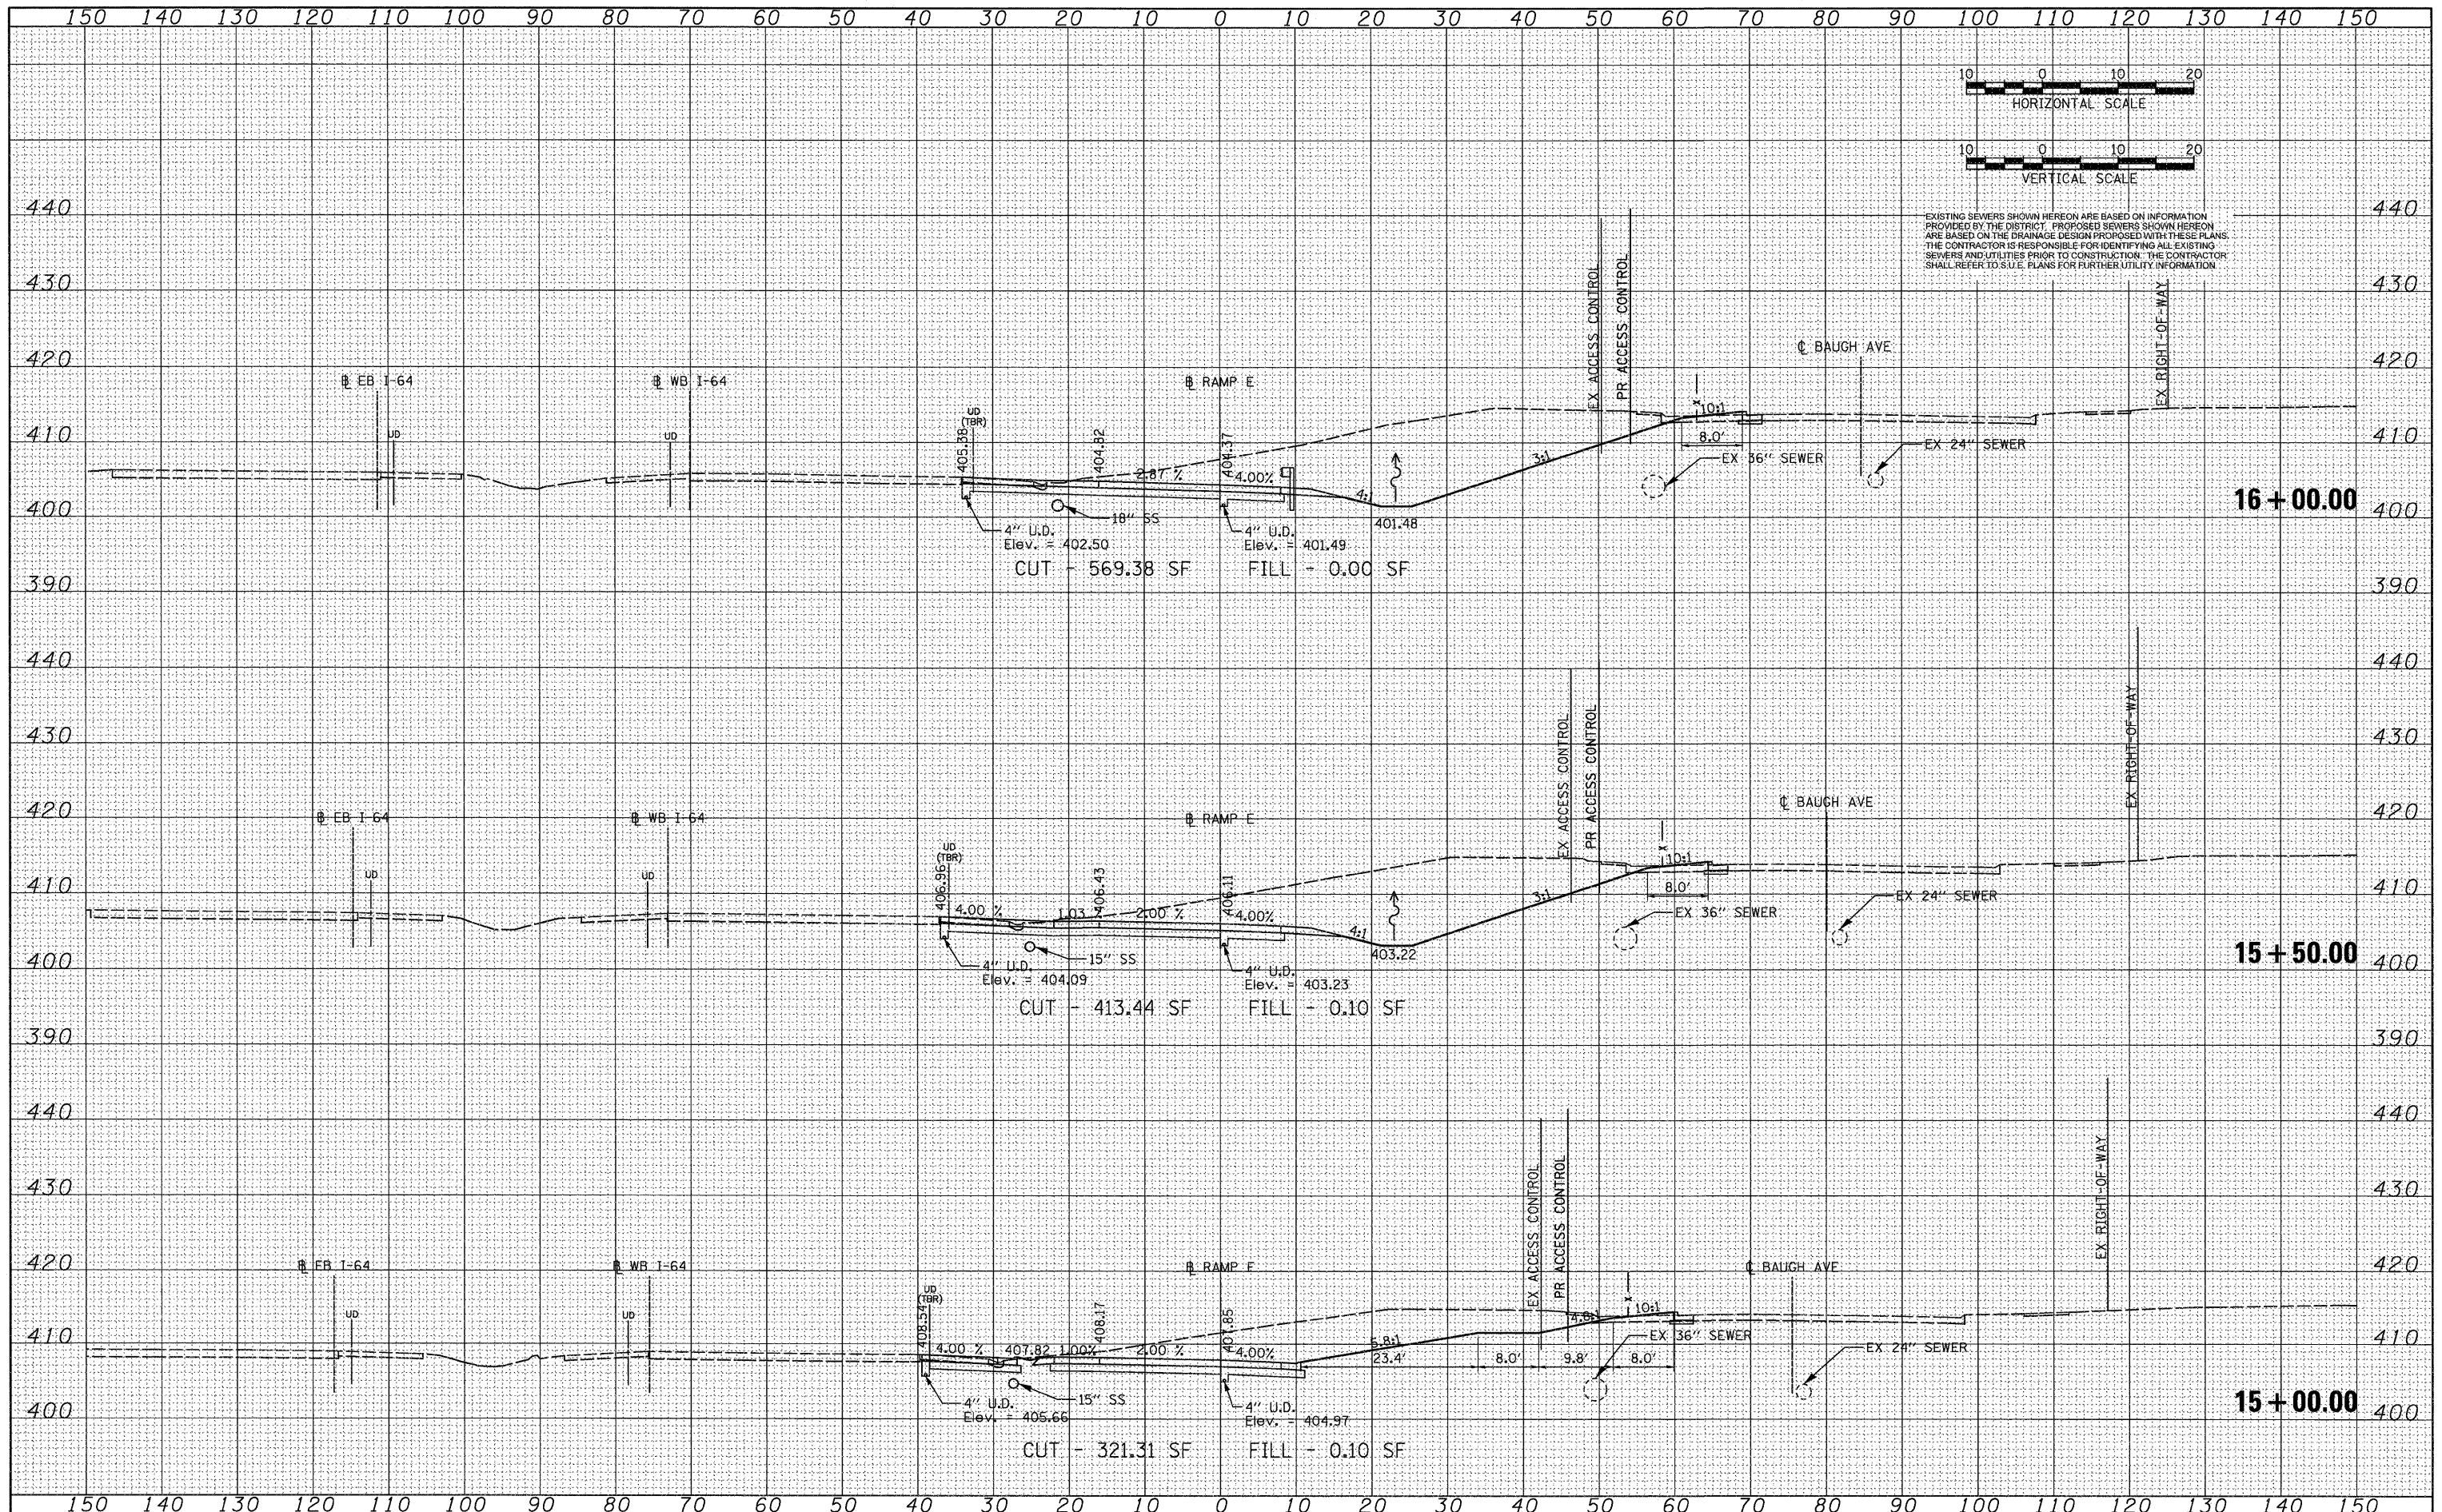 150 140 130 120 110 100 90 80 70 60 50 40 30 20 10 0 10 20 30 40 50 60 70 80 90 100 110 120 130 140 150
10 0 10 20
HORIZONTAL SCALE
10 0 10 20
VERTICAL SCALE
EXISTING SEWERS SHOWN HEREON ARE BASED ON INFORMATION
PROVIDED BY THE DISTRICT. PROPOSED SEWERS SHOWN HEREON
ARE BASED ON THE DRAINAGE DESIGN PROPOSED WITH THESE PLANS.
THE CONTRACTOR IS RESPONSIBLE FOR IDENTIFYING ALL EXISTING
SEWERS AND UTILITIES PRIOR TO CONSTRUCTION. THE CONTRACTOR
SHALL REFER TO S.U.E. PLANS FOR FURTHER UTILITY INFORMATION
440 440
430 430
420 420
410 410
400 400
390 390
℄ BAUGH AVE
EX RIGHT-OF-WAY
EX ACCESS CONTROL
PR ACCESS CONTROL
B EB I-64
UD
B WB I-64
UD
B RAMP E
UD
(TBR)
405.38
404.82
404.37
2.87 %
4.00%
4:1
3:1
10:1
8.0'
EX 36" SEWER
EX 24" SEWER
18" SS
401.48
4" U.D.
Elev. = 402.50
4" U.D.
Elev. = 401.49
CUT - 569.38 SF FILL - 0.00 SF
16+00.00
440 440
430 430
420 420
410 410
400 400
390 390
℄ BAUGH AVE
EX RIGHT-OF-WAY
EX ACCESS CONTROL
PR ACCESS CONTROL
B EB I-64
UD
B WB I-64
UD
B RAMP E
UD
(TBR)
406.96
406.43
406.11
4.00 %
1.03 %
2.00 %
4.00%
4:1
3:1
10:1
8.0'
EX 36" SEWER
EX 24" SEWER
15" SS
403.22
4" U.D.
Elev. = 404.09
4" U.D.
Elev. = 403.23
CUT - 413.44 SF FILL - 0.10 SF
15+50.00
440 440
430 430
420 420
410 410
400 400
℄ BAUGH AVE
EX RIGHT-OF-WAY
EX ACCESS CONTROL
PR ACCESS CONTROL
B EB I-64
UD
B WB I-64
UD
B RAMP E
UD
(TBR)
408.54
408.17
407.85
4.00 %
407.82
1.00%
2.00 %
4.00%
5.8:1
4.8:1
10:1
23.4'
8.0'
9.8'
8.0'
EX 36" SEWER
EX 24" SEWER
15" SS
4" U.D.
Elev. = 405.66
4" U.D.
Elev. = 404.97
CUT - 321.31 SF FILL - 0.10 SF
15+00.00
150 140 130 120 110 100 90 80 70 60 50 40 30 20 10 0 10 20 30 40 50 60 70 80 90 100 110 120 130 140 150